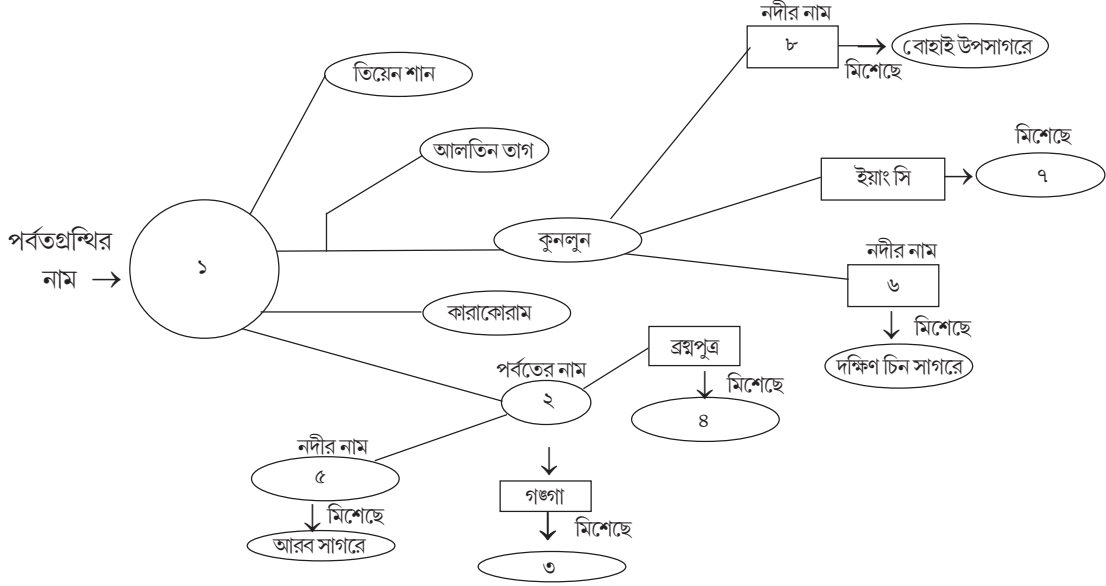 নদীর নাম
৮
মিশেছে
বোহাই উপসাগরে
তিয়েন শান
আলতিন তাগ
মিশেছে
ইয়াং সি
৭
পর্বতগ্রন্থির
নাম
১
কুনলুন
নদীর নাম
৬
মিশেছে
দক্ষিণ চিন সাগরে
কারাকোরাম
পর্বতের নাম
২
ব্রহ্মপুত্র
মিশেছে
৪
নদীর নাম
৫
মিশেছে
আরব সাগরে
গঙ্গা
মিশেছে
৩